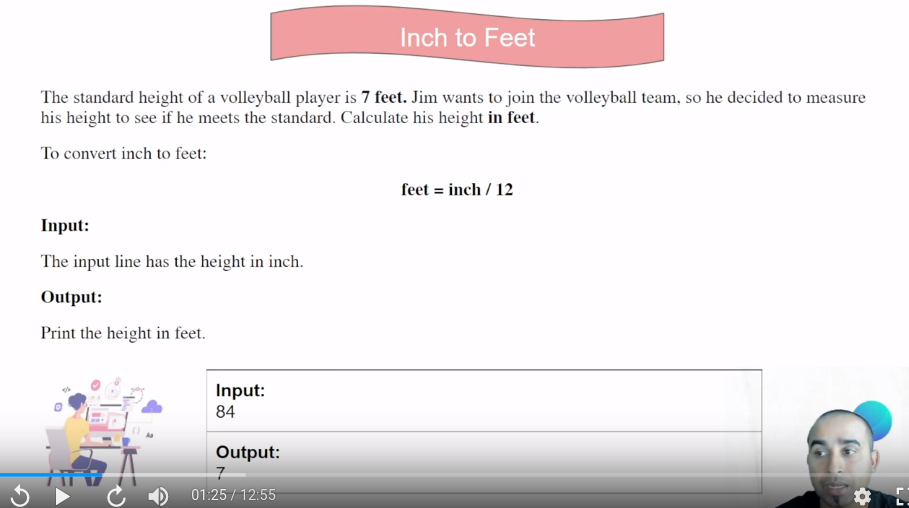 Inch to Feet
The standard height of a volleyball player is 7 feet. Jim wants to join the volleyball team, so he decided to measure
his height to see if he meets the standard. Calculate his height in feet.
To convert inch to feet:
feet = inch / 12
Input:
The input line has the height in inch.
Output:
Print the height in feet.
Input:
84
Output:
7
01:25 / 12:55